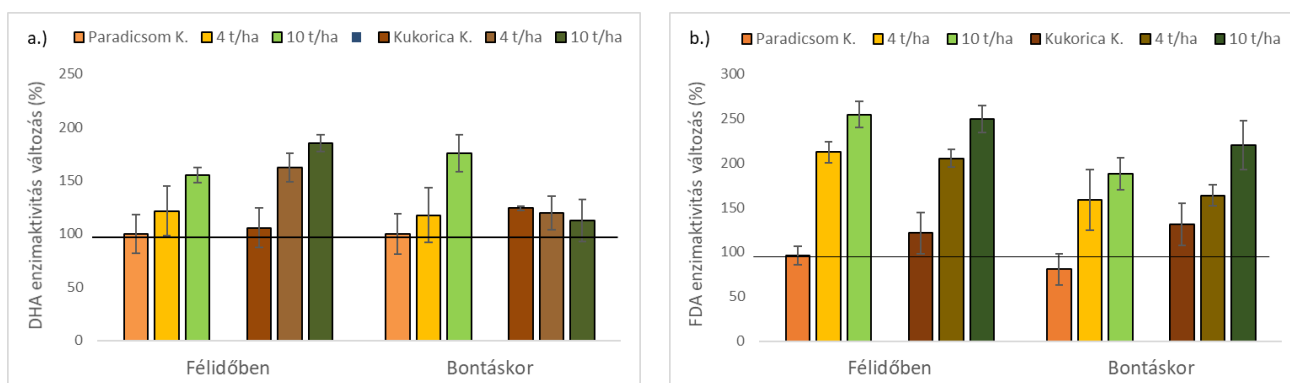 a.) Paradicsom K. 4 t/ha 10 t/ha Kukorica K. 4 t/ha 10 t/ha
DHA enzimaktivitás változás (%)
250
200
150
100
50
0
Félidőben Bontáskor
b.) Paradicsom K. 4 t/ha 10 t/ha Kukorica K. 4 t/ha 10 t/ha
FDA enzimaktivitás változás (%)
300
250
200
150
100
50
0
Félidőben Bontáskor